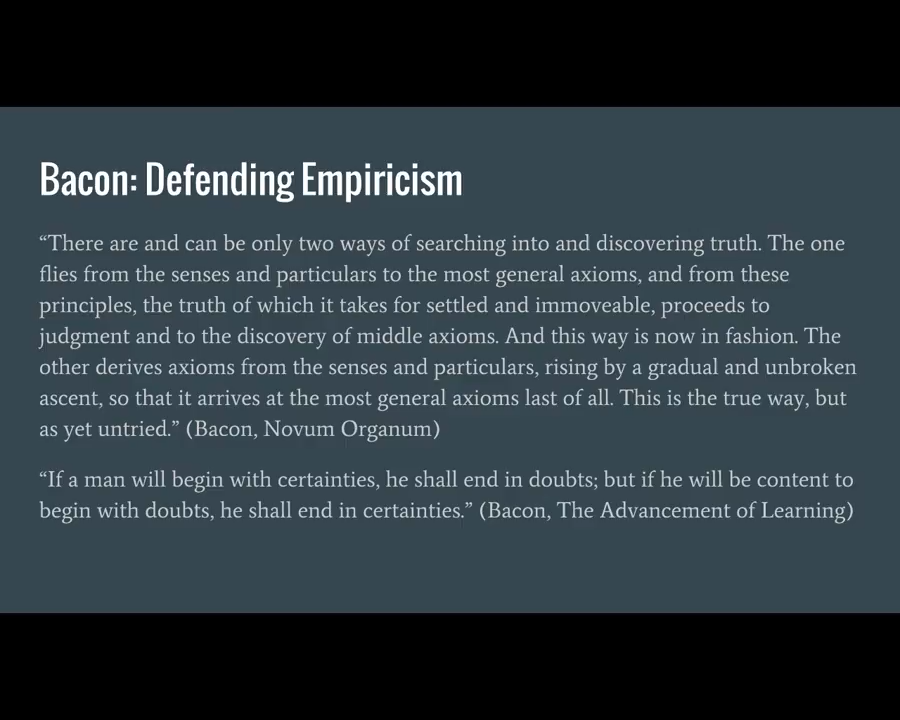 Bacon: Defending Empiricism
“There are and can be only two ways of searching into and discovering truth. The one
flies from the senses and particulars to the most general axioms, and from these
principles, the truth of which it takes for settled and immoveable, proceeds to
judgment and to the discovery of middle axioms. And this way is now in fashion. The
other derives axioms from the senses and particulars, rising by a gradual and unbroken
ascent, so that it arrives at the most general axioms last of all. This is the true way, but
as yet untried.” (Bacon, Novum Organum)
“If a man will begin with certainties, he shall end in doubts; but if he will be content to
begin with doubts, he shall end in certainties.” (Bacon, The Advancement of Learning)